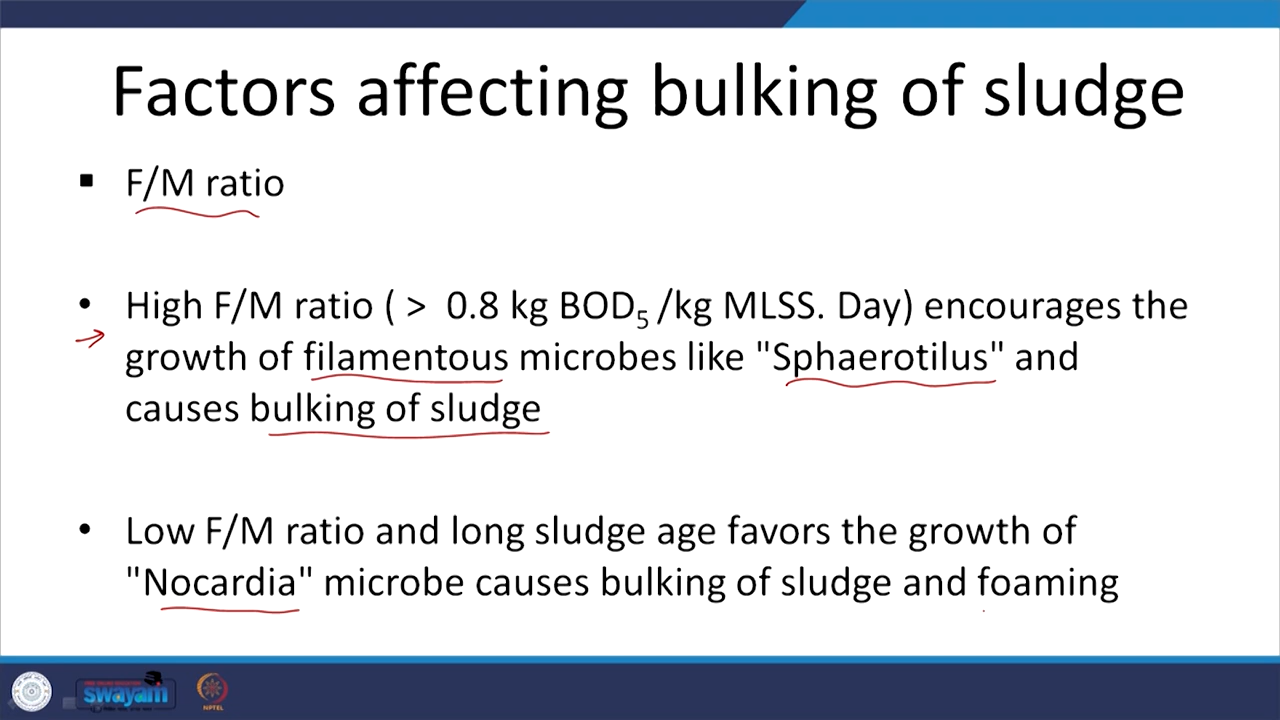 Factors affecting bulking of sludge
▪ F/M ratio
• High F/M ratio ( > 0.8 kg BOD₅ /kg MLSS. Day) encourages the
growth of filamentous microbes like "Sphaerotilus" and
causes bulking of sludge
• Low F/M ratio and long sludge age favors the growth of
"Nocardia" microbe causes bulking of sludge and foaming
swayam
NPTEL